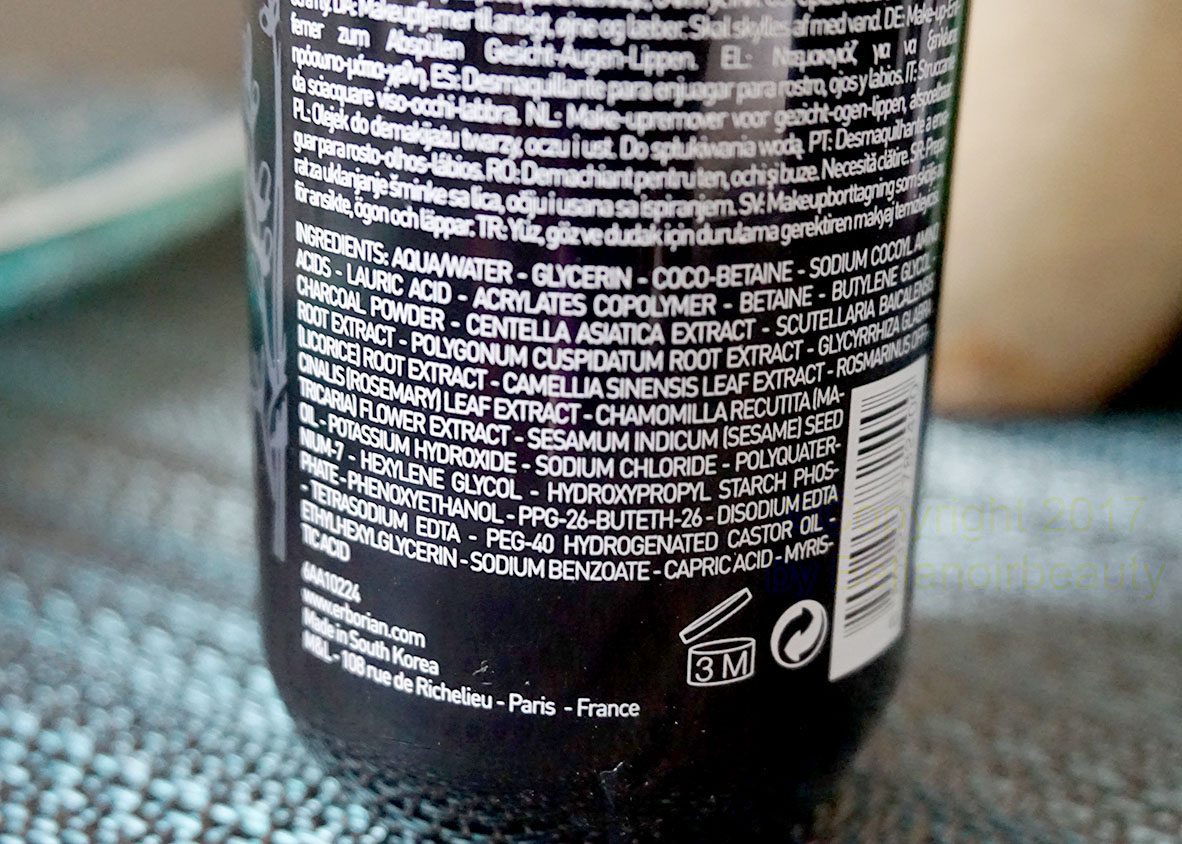 DA: Makeupfjerner til ansigt, øjne og læber. Skal skylles af med vand. DE: Make-up-Ent
ferner zum Abspülen Gesicht-Augen-Lippen. EL: για να
πρόσωπο-μάτια-χείλη. ES: Desmaquillante para enjuagar para rostro, ojos y labios. IT: Struccante
da sciacquare viso-occhi-labbra. NL: Make-upremover voor gezicht-ogen-lippen, afspoelbaar.
PL: Olejek do demakijażu twarzy, oczu i ust. Do spłukiwania wodą. PT: Desmaquilhante a enxa
guar para rosto-olhos-lábios. RO: Demachiant pentru ten, ochi și buze. Necesită clătire. SR: Prepa
rat za uklanjanje šminke sa lica, očiju i usana sa ispiranjem. SV: Makeupborttagning som sköljs av
för ansikte, ögon och läppar. TR: Yüz, göz ve dudak için durulama gerektiren makyaj temizleyicisi
INGREDIENTS: AQUA/WATER - GLYCERIN - COCO-BETAINE - SODIUM COCOYL AMINO
ACIDS - LAURIC ACID - ACRYLATES COPOLYMER - BETAINE - BUTYLENE GLYCOL
CHARCOAL POWDER - CENTELLA ASIATICA EXTRACT - SCUTELLARIA BAICALENSIS
ROOT EXTRACT - POLYGONUM CUSPIDATUM ROOT EXTRACT - GLYCYRRHIZA GLABRA
(LICORICE) ROOT EXTRACT - CAMELLIA SINENSIS LEAF EXTRACT - ROSMARINUS OFFI-
CINALIS (ROSEMARY) LEAF EXTRACT - CHAMOMILLA RECUTITA (MA-
TRICARIA) FLOWER EXTRACT - SESAMUM INDICUM (SESAME) SEED
OIL - POTASSIUM HYDROXIDE - SODIUM CHLORIDE - POLYQUATER-
NIUM-7 - HEXYLENE GLYCOL - HYDROXYPROPYL STARCH PHOS-
PHATE - PHENOXYETHANOL - PPG-26-BUTETH-26 - DISODIUM EDTA
- TETRASODIUM EDTA - PEG-40 HYDROGENATED CASTOR OIL -
ETHYLHEXYLGLYCERIN - SODIUM BENZOATE - CAPRIC ACID - MYRIS-
TIC ACID
6AA10224
www.erborian.com
Made in South Korea
M&L - 108 rue de Richelieu - Paris - France
3 M
copyright 2017